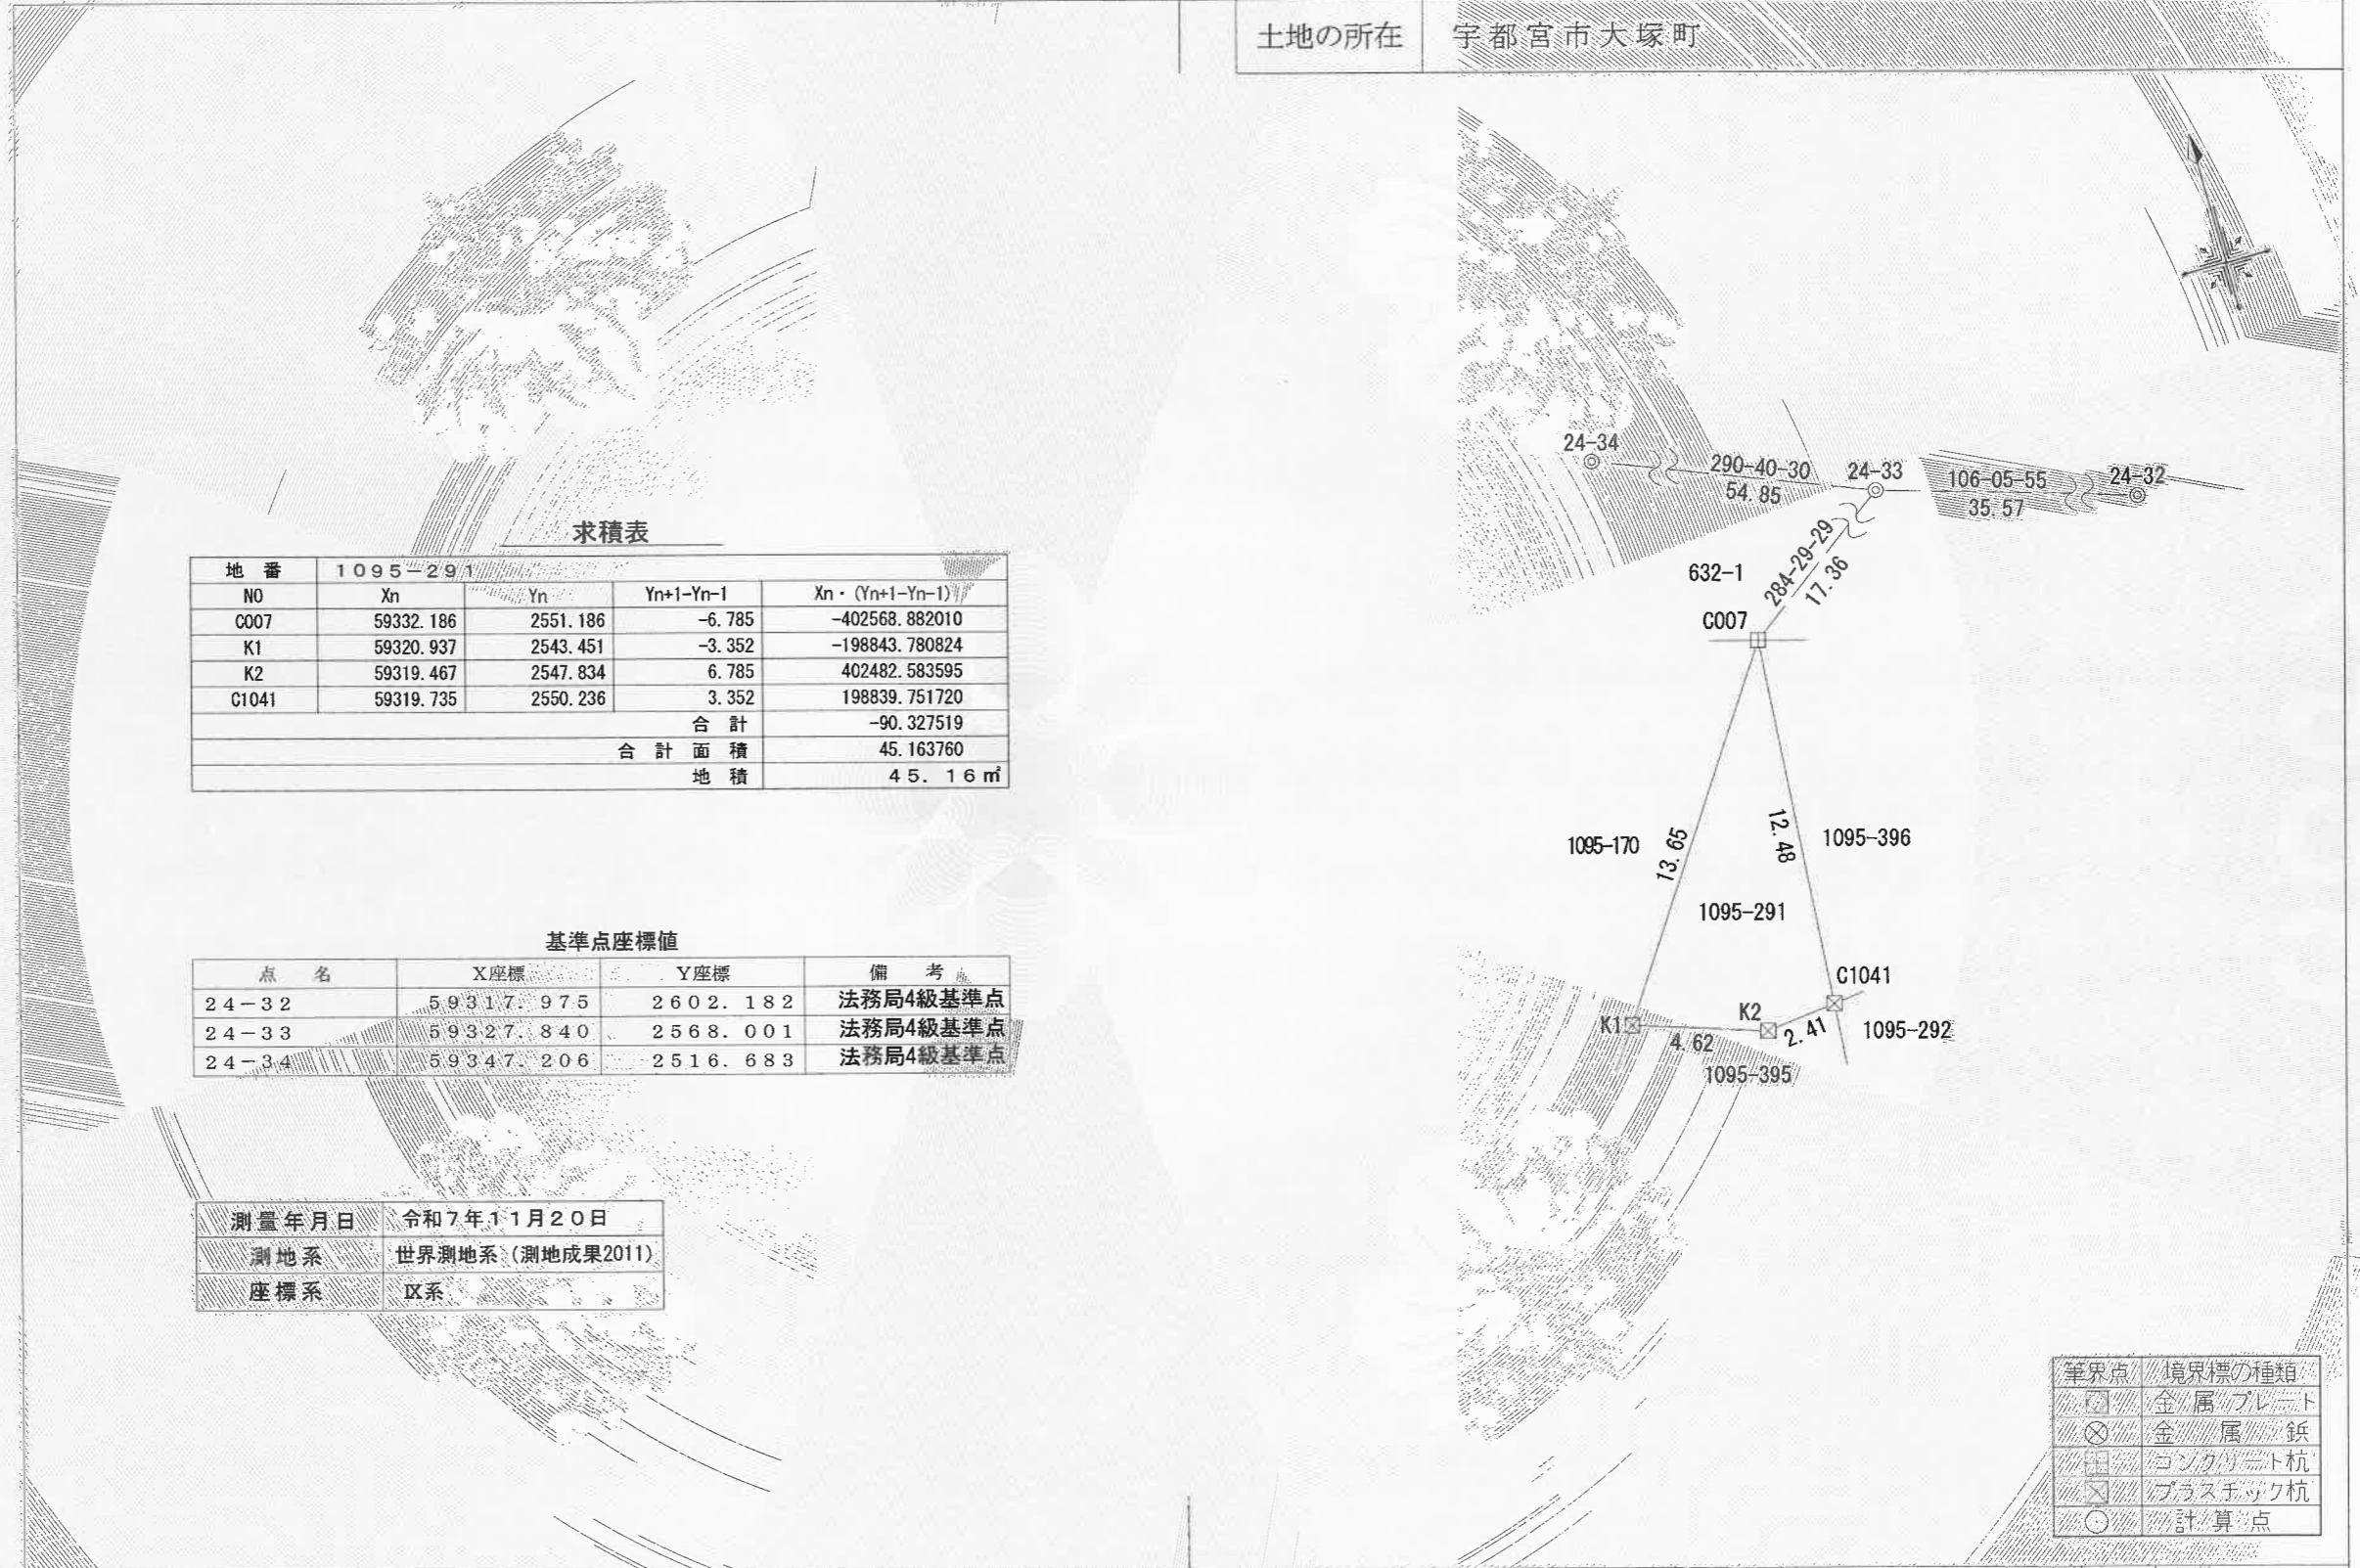 土地の所在 宇都宮市大塚町
求積表
地 番 1095-291
NO Xn Yn Yn+1-Yn-1 Xn・(Yn+1-Yn-1)
C007 59332.186 2551.186 -6.785 -402568.882010
K1 59320.937 2543.451 -3.352 -198843.780824
K2 59319.467 2547.834 6.785 402482.583595
C1041 59319.735 2550.236 3.352 198839.751720
合 計 -90.327519
合 計 面 積 45.163760
地 積 45.16㎡
基準点座標値
点 名 X座標 Y座標 備 考
24-32 59317.975 2602.182 法務局4級基準点
24-33 59327.840 2568.001 法務局4級基準点
24-34 59347.206 2516.683 法務局4級基準点
測量年月日 令和7年11月20日
測地系 世界測地系(測地成果2011)
座標系 Ⅸ系
24-34
290-40-30
54.85
24-33
106-05-55
35.57
24-32
284-29-29
17.36
632-1
C007
1095-170
13.65
12.48
1095-396
1095-291
C1041
K2
K1
4.62
2.41
1095-292
1095-395
筆界点 境界標の種類
金属プレート
金属鋲
コンクリート杭
プラスチック杭
計算点